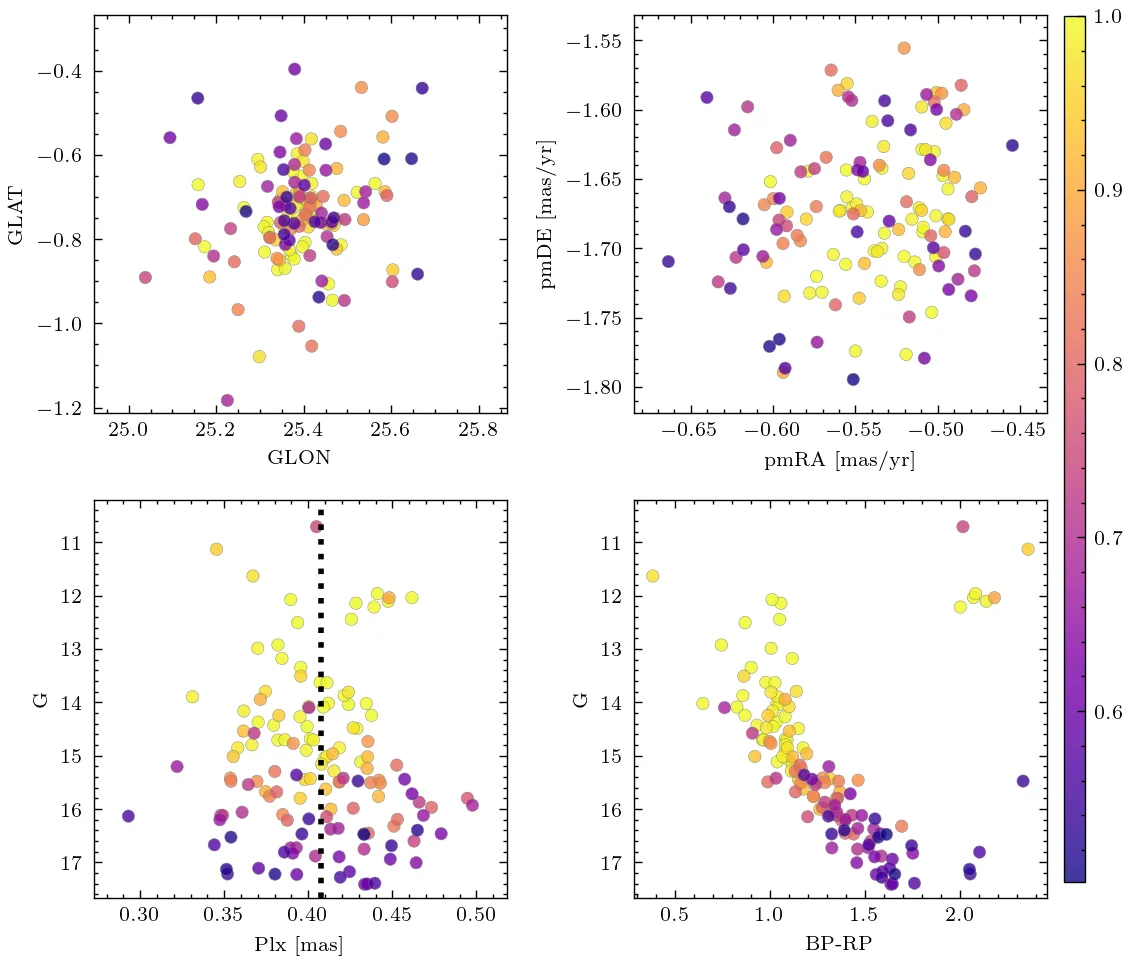 −0.4
−0.6
−0.8
−1.0
−1.2
GLAT
25.0 25.2 25.4 25.6 25.8
GLON
−1.55
−1.60
−1.65
−1.70
−1.75
−1.80
pmDE [mas/yr]
−0.65 −0.60 −0.55 −0.50 −0.45
pmRA [mas/yr]
1.0
0.9
0.8
0.7
0.6
11
12
13
14
15
16
17
G
0.30 0.35 0.40 0.45 0.50
Plx [mas]
11
12
13
14
15
16
17
G
0.5 1.0 1.5 2.0
BP-RP